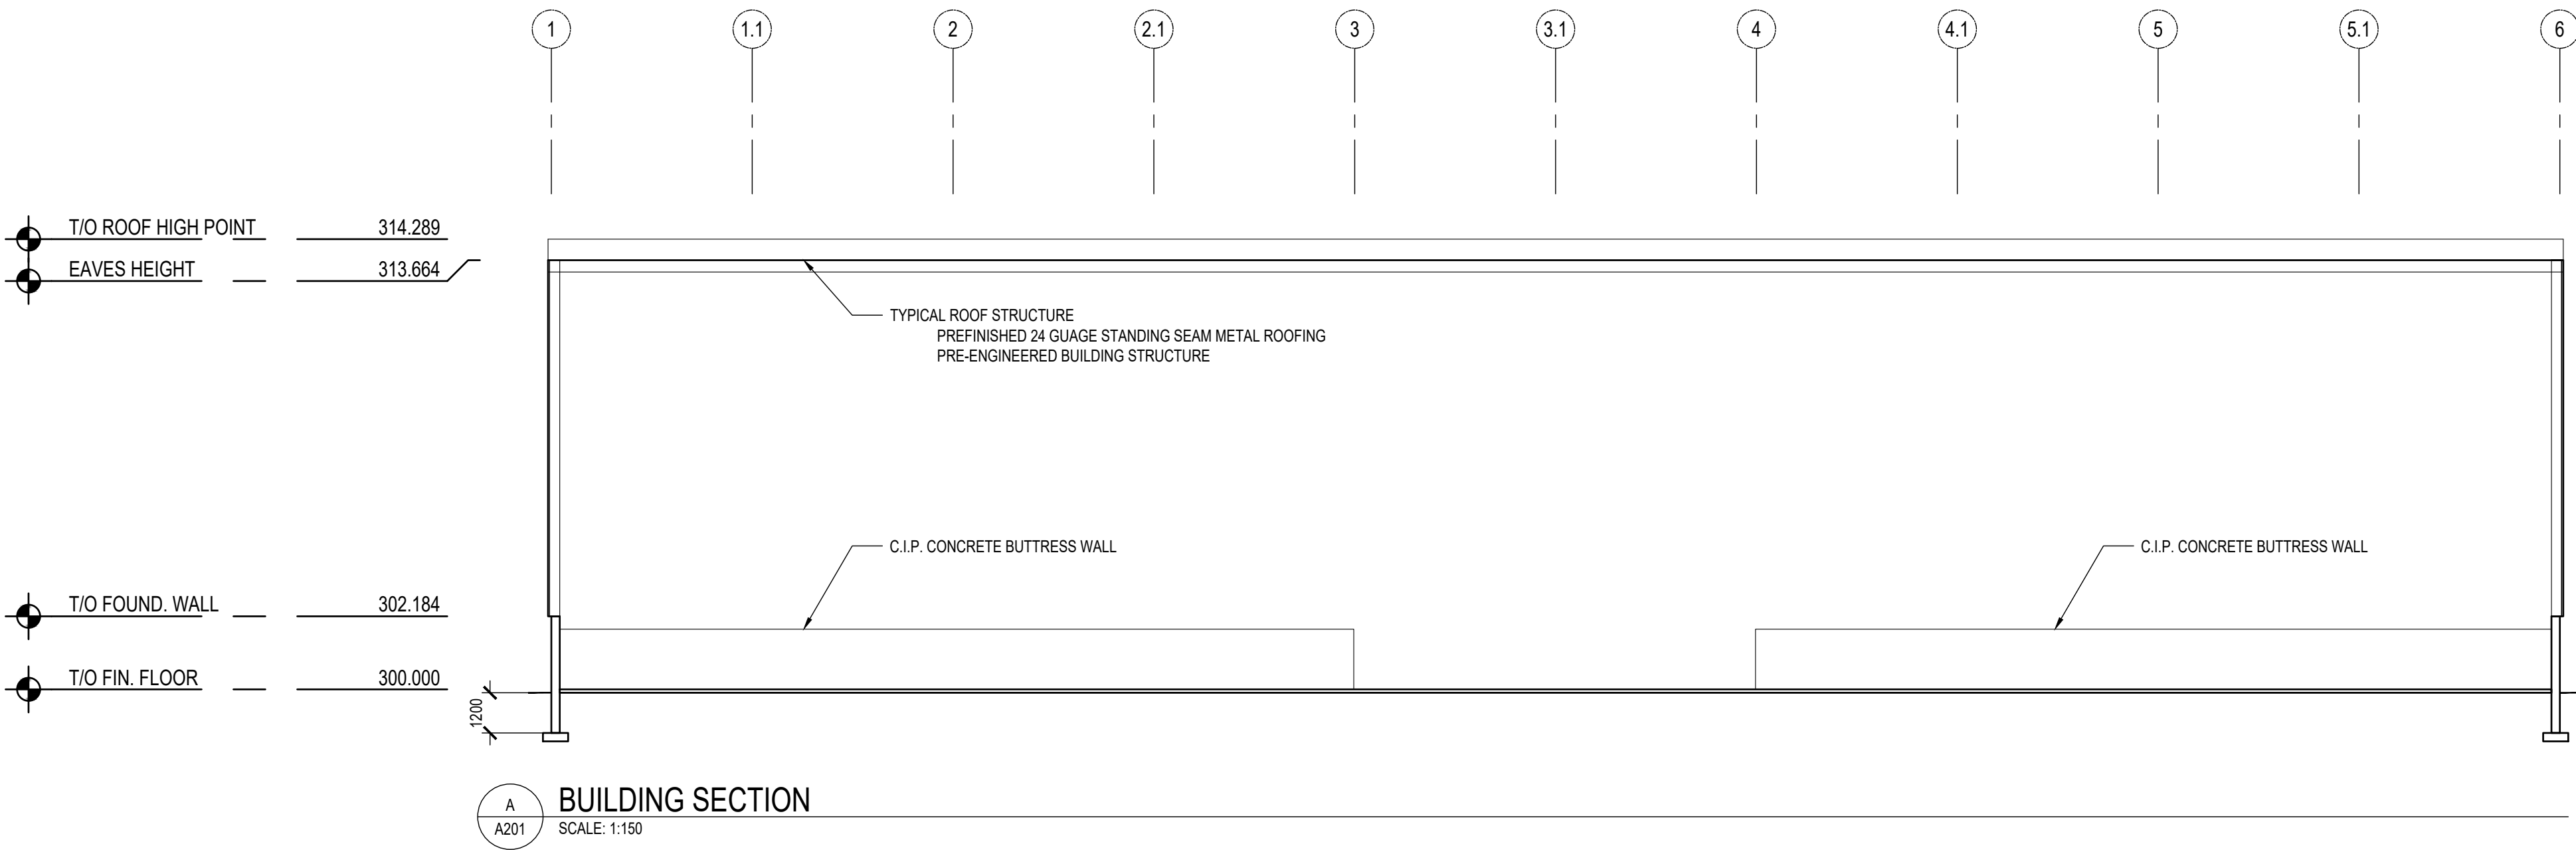 1 1.1 2 2.1 3 3.1 4 4.1 5 5.1 6
T/O ROOF HIGH POINT 314.289
EAVES HEIGHT 313.664
TYPICAL ROOF STRUCTURE
PREFINISHED 24 GUAGE STANDING SEAM METAL ROOFING
PRE-ENGINEERED BUILDING STRUCTURE
C.I.P. CONCRETE BUTTRESS WALL C.I.P. CONCRETE BUTTRESS WALL
T/O FOUND. WALL 302.184
T/O FIN. FLOOR 300.000
1200
A BUILDING SECTION
A201 SCALE: 1:150